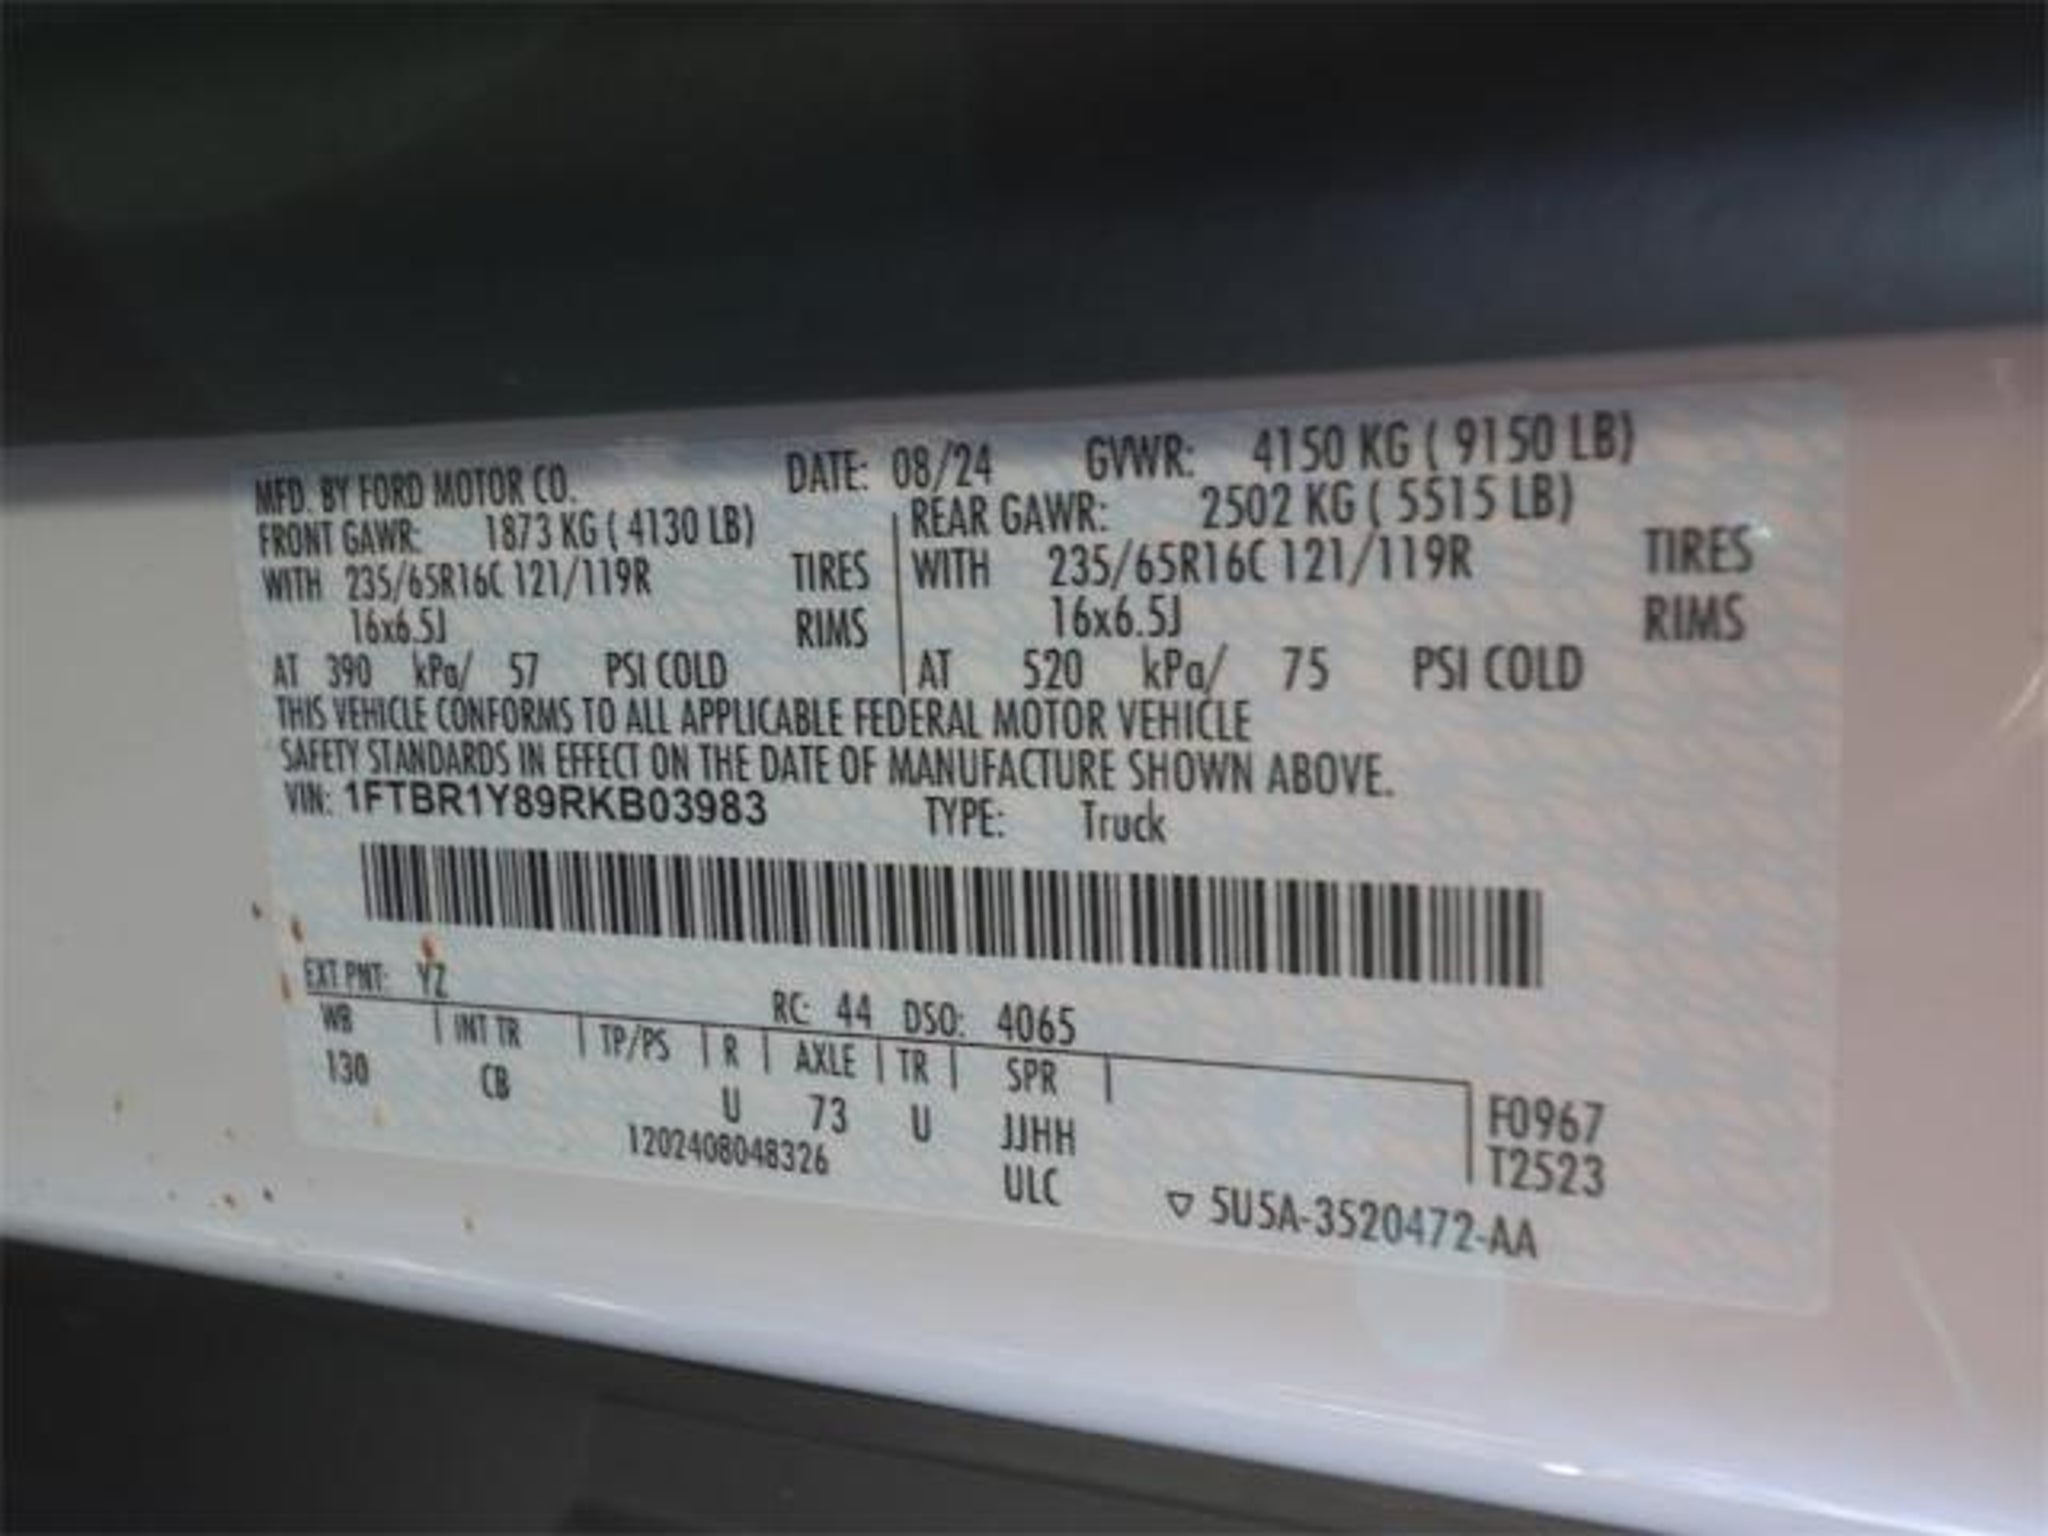 MFD. BY FORD MOTOR CO. DATE: 08/24 GVWR: 4150 KG ( 9150 LB)
FRONT GAWR: 1873 KG ( 4130 LB) REAR GAWR: 2502 KG ( 5515 LB)
WITH 235/65R16C 121/119R TIRES WITH 235/65R16C 121/119R TIRES
16x6.5J RIMS 16x6.5J RIMS
AT 390 kPa/ 57 PSI COLD AT 520 kPa/ 75 PSI COLD
THIS VEHICLE CONFORMS TO ALL APPLICABLE FEDERAL MOTOR VEHICLE
SAFETY STANDARDS IN EFFECT ON THE DATE OF MANUFACTURE SHOWN ABOVE.
VIN: 1FTBR1Y89RKB03983 TYPE: Truck
EXT PNT: YZ RC: 44 DSO: 4065
WB INT TR TP/PS R AXLE TR SPR
130 CB U 73 U JJHH F0967
1202408048326 ULC T2523
5U5A-3520472-AA